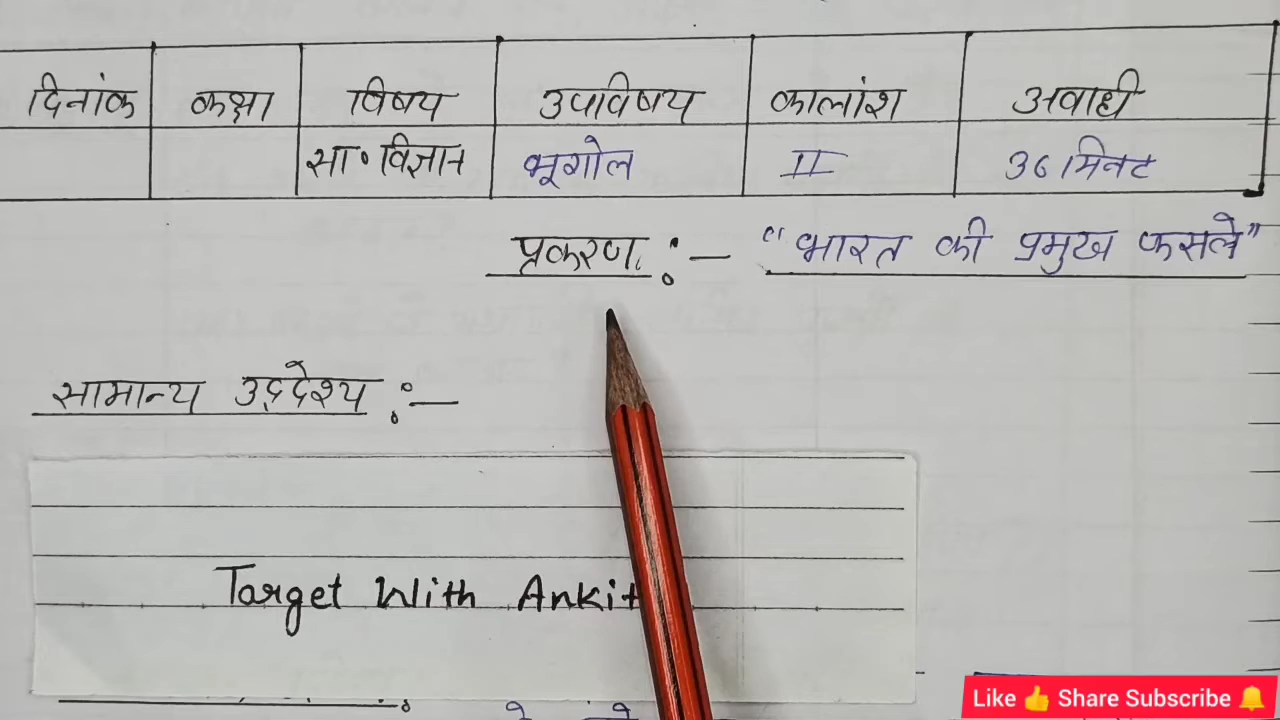 दिनांक कक्षा विषय उपविषय कालांश अवधी
सा॰ विज्ञान भूगोल II 36 मिनट
प्रकरण :- "भारत की प्रमुख फसले"
सामान्य उद्देश्य :-
Target With Ankit
Like 👍 Share Subscribe 🔔